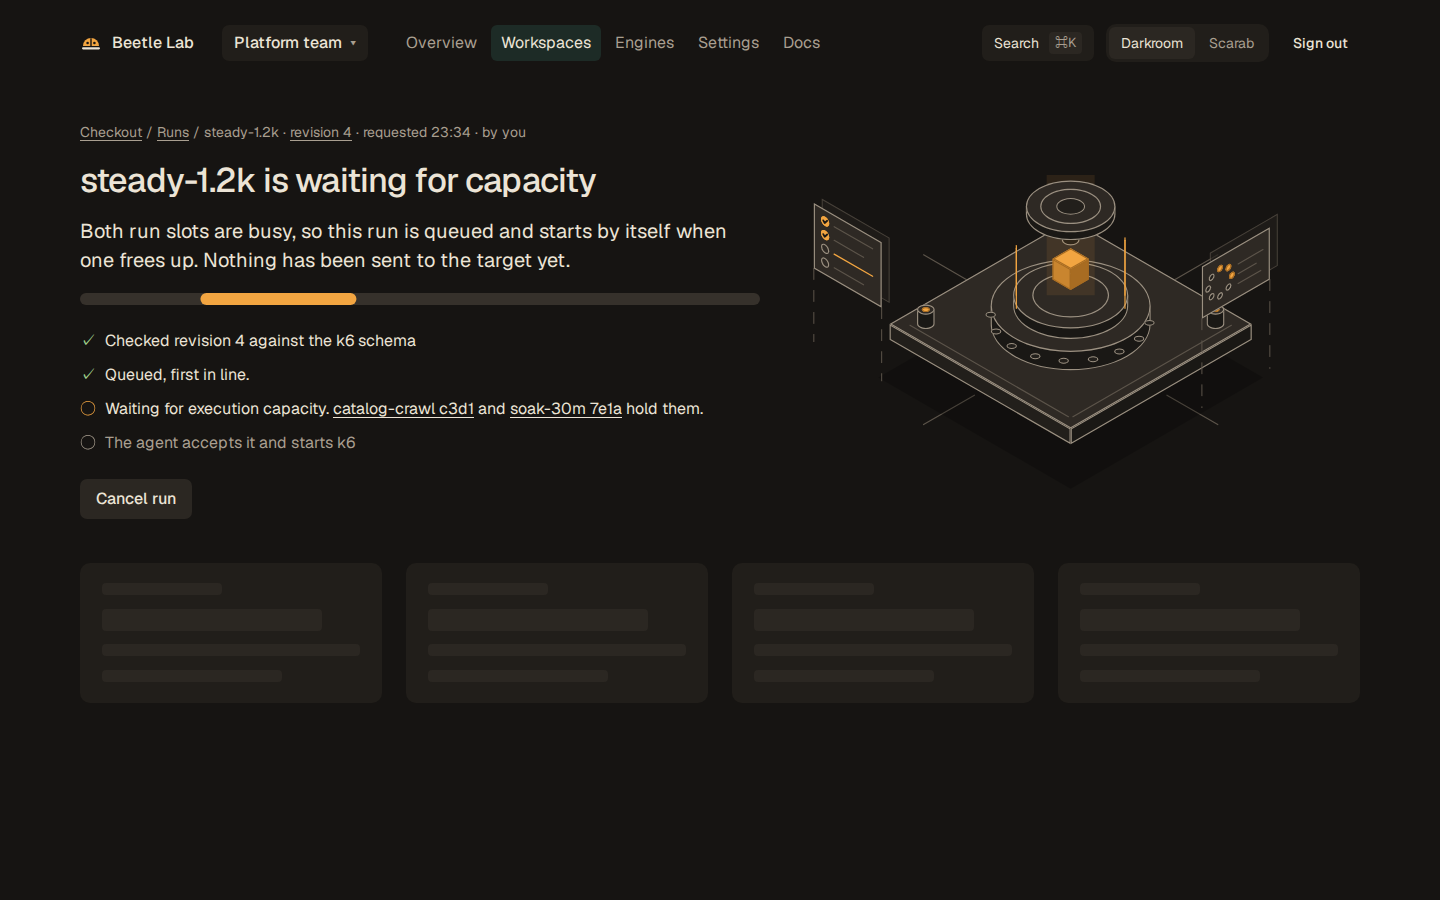 Beetle Lab
Platform team
Overview
Workspaces
Engines
Settings
Docs
Search ⌘K
Darkroom
Scarab
Sign out
Checkout / Runs / steady-1.2k · revision 4 · requested 23:34 · by you
steady-1.2k is waiting for capacity
Both run slots are busy, so this run is queued and starts by itself when
one frees up. Nothing has been sent to the target yet.
✓ Checked revision 4 against the k6 schema
✓ Queued, first in line.
Waiting for execution capacity. catalog-crawl c3d1 and soak-30m 7e1a hold them.
The agent accepts it and starts k6
Cancel run